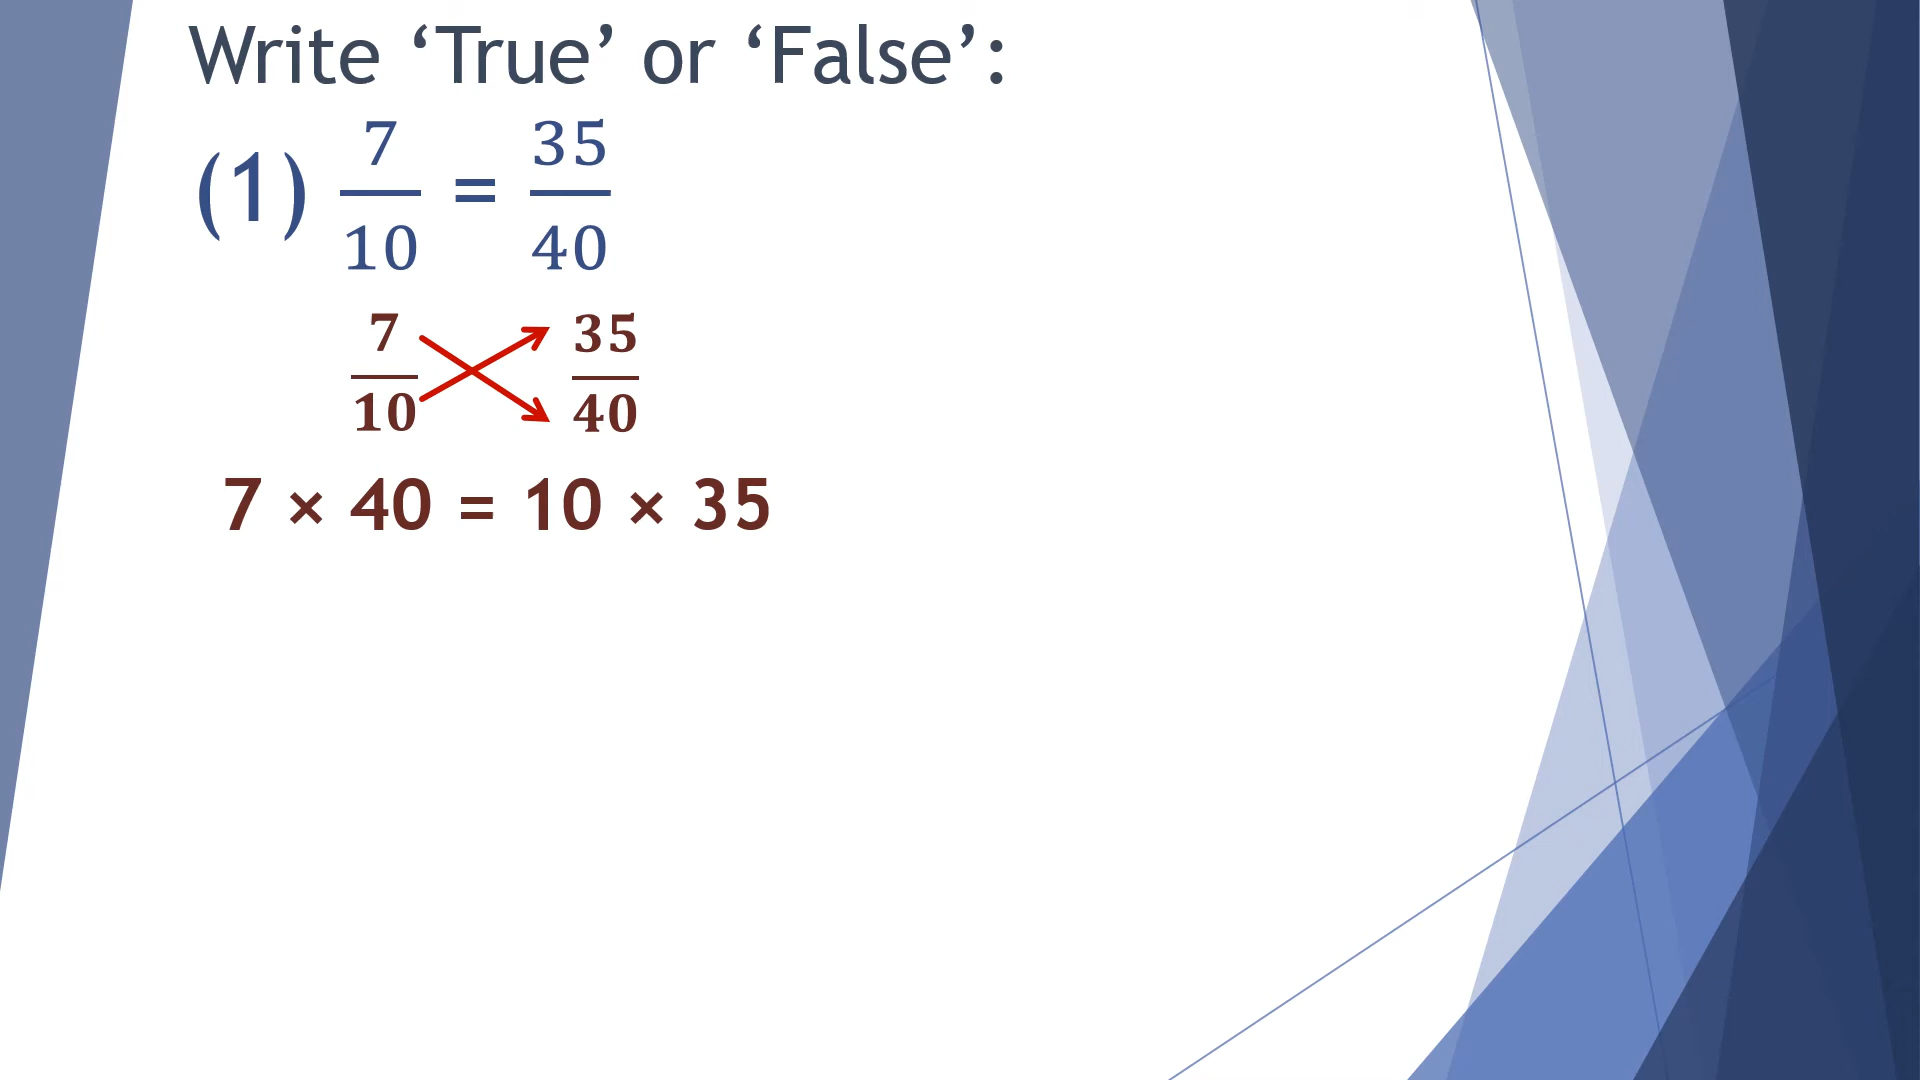 Write ‘True’ or ‘False’:
(1) 7/10 = 35/40
7/10 35/40
7 × 40 = 10 × 35